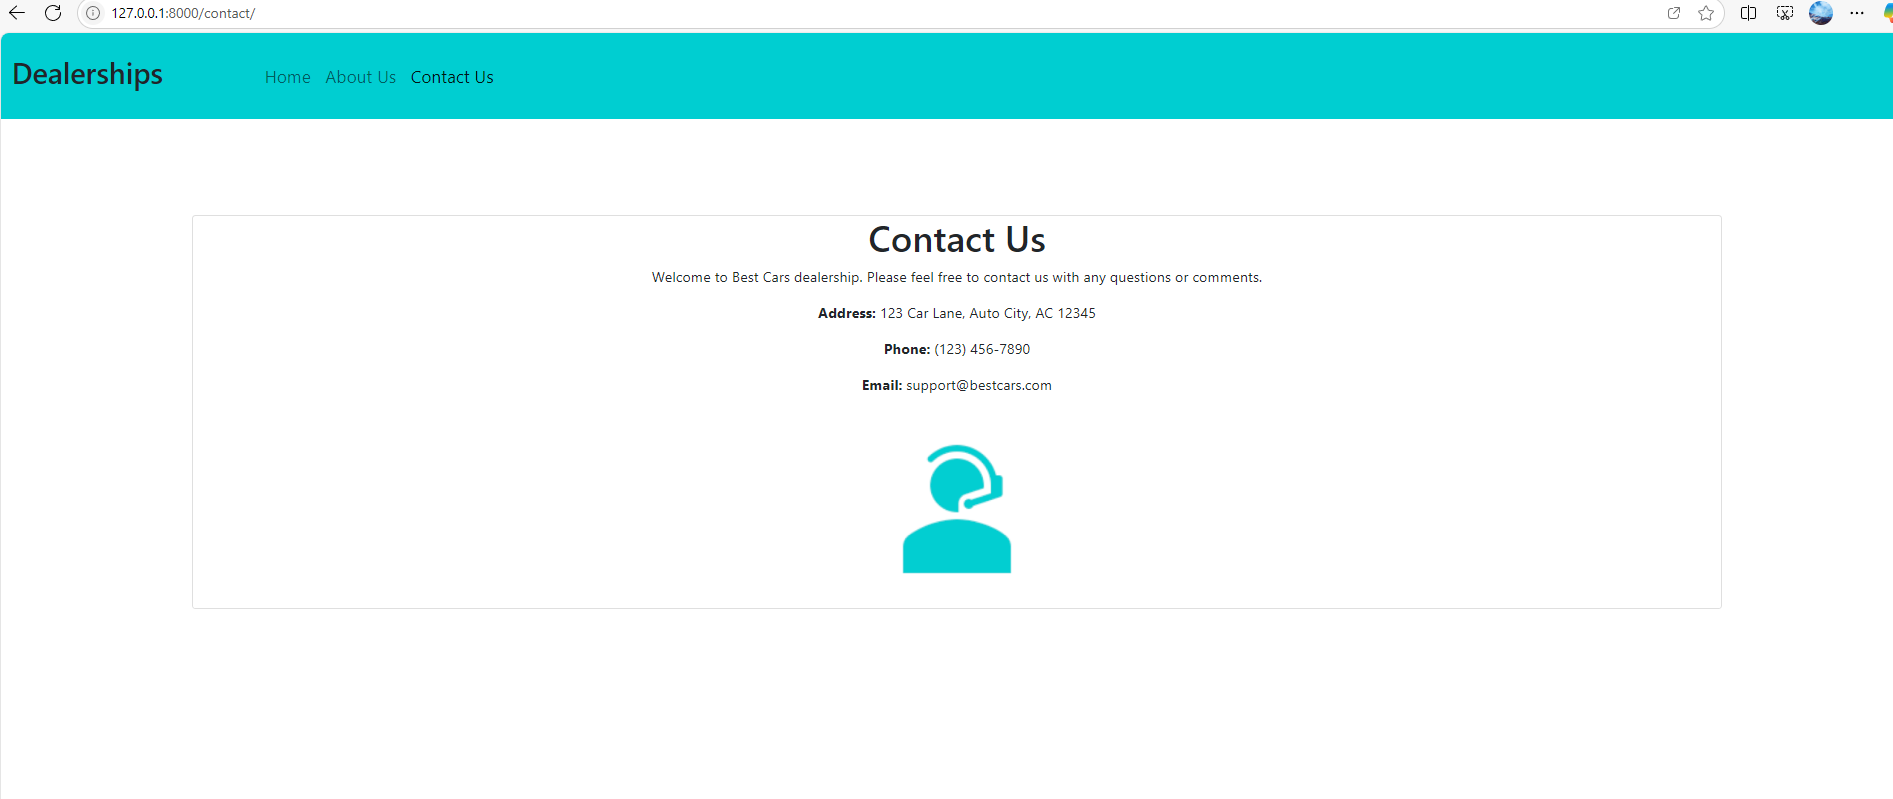 127.0.0.1:8000/contact/
Dealerships
Home About Us Contact Us
Contact Us
Welcome to Best Cars dealership. Please feel free to contact us with any questions or comments.
Address: 123 Car Lane, Auto City, AC 12345
Phone: (123) 456-7890
Email: support@bestcars.com